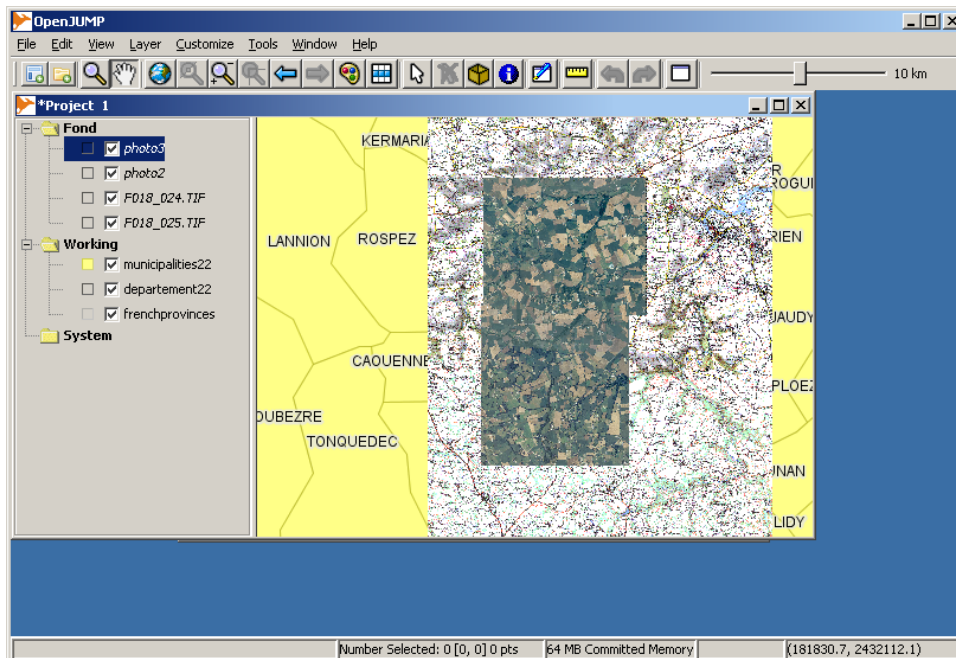 OpenJUMP
File Edit View Layer Customize Tools Window Help
10 km
*Project 1
Fond
photo3
photo2
F018_024.TIF
F018_025.TIF
Working
municipalities22
departement22
frenchprovinces
System
KERMARIA
LANNION
ROSPEZ
CAOUENNE
OUBEZRE
TONQUEDEC
R
ROGUI
RIEN
JAUDY
PLOEZ
UNAN
LIDY
Number Selected: 0 [0, 0] 0 pts
64 MB Committed Memory
(181830.7, 2432112.1)